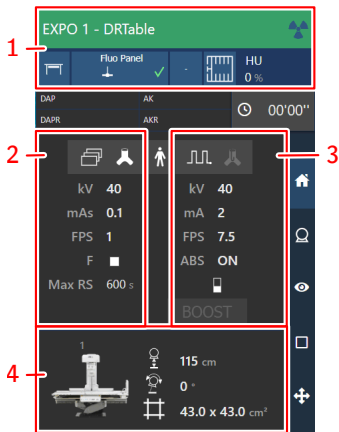 EXPO 1 - DRTable
1
Fluo Panel
-
HU
0 %
DAP
AK
00'00''
DAPR
AKR
2
3
kV 40
kV 40
mAs 0.1
mA 2
FPS 1
FPS 7.5
F
ABS ON
Max RS 600 s
BOOST
4
1
115 cm
0 °
43.0 x 43.0 cm²